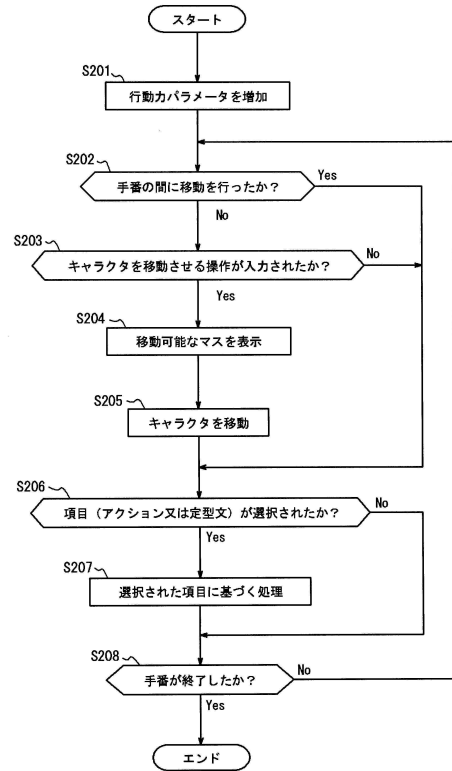 スタート
S201
行動力パラメータを増加
S202
手番の間に移動を行ったか?
Yes
No
S203
キャラクタを移動させる操作が入力されたか?
No
Yes
S204
移動可能なマスを表示
S205
キャラクタを移動
S206
項目(アクション又は定型文)が選択されたか?
No
Yes
S207
選択された項目に基づく処理
S208
手番が終了したか?
No
Yes
エンド